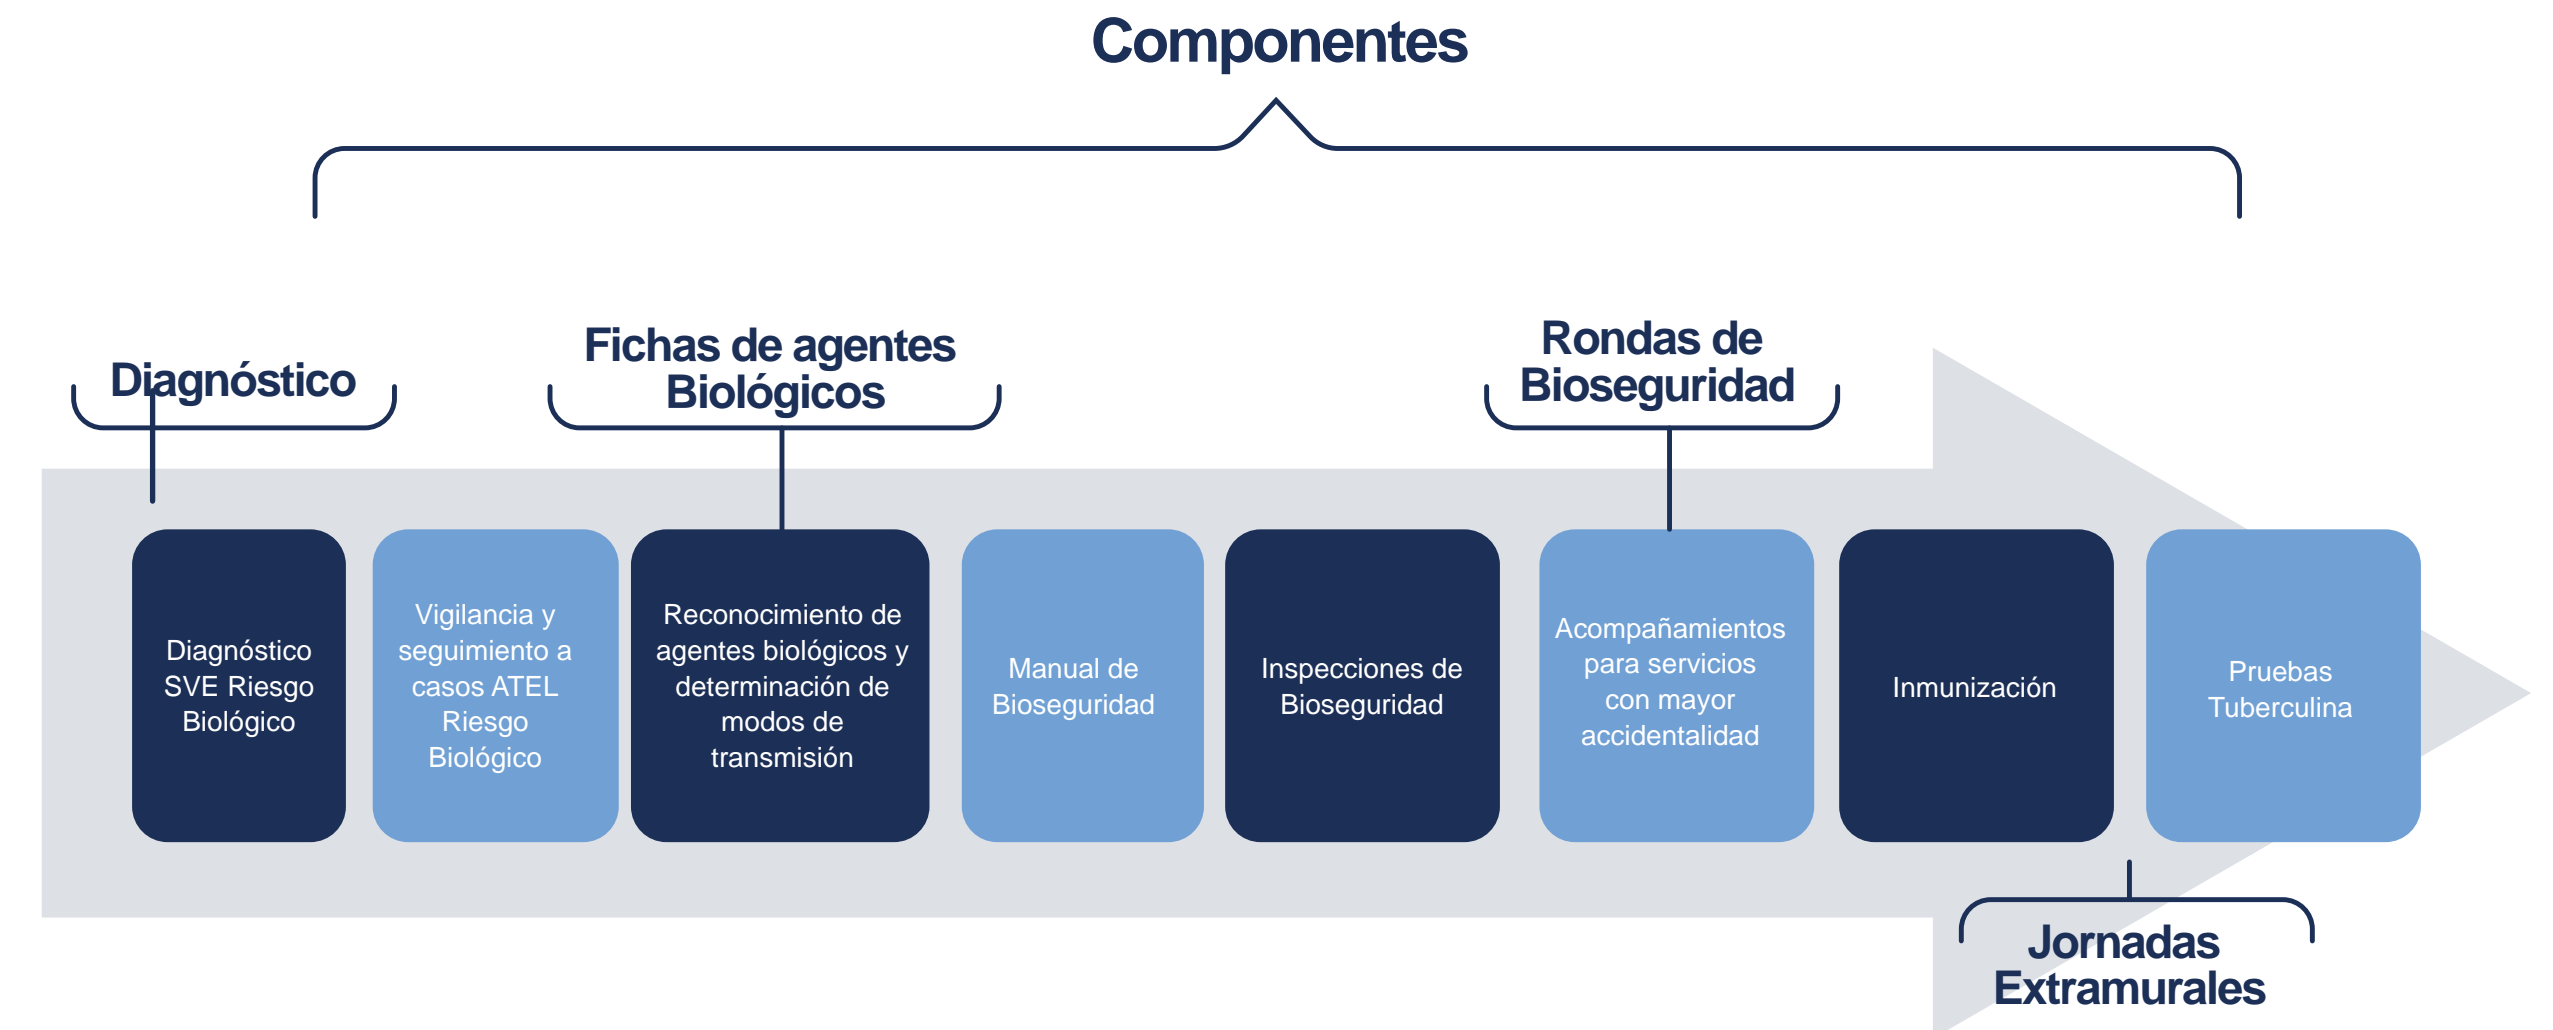 Componentes
Diagnóstico
Fichas de agentes
Biológicos
Rondas de
Bioseguridad
Diagnóstico
SVE Riesgo
Biológico
Vigilancia y
seguimiento a
casos ATEL
Riesgo
Biológico
Reconocimiento de
agentes biológicos y
determinación de
modos de
transmisión
Manual de
Bioseguridad
Inspecciones de
Bioseguridad
Acompañamientos
para servicios
con mayor
accidentalidad
Inmunización
Pruebas
Tuberculina
Jornadas
Extramurales